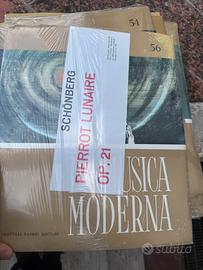 54
56
SCHÖNBERG
PIERROT LUNAIRE
OP. 21
USICA
MODERNA
FRATELLI FABBRI EDITORI
subito